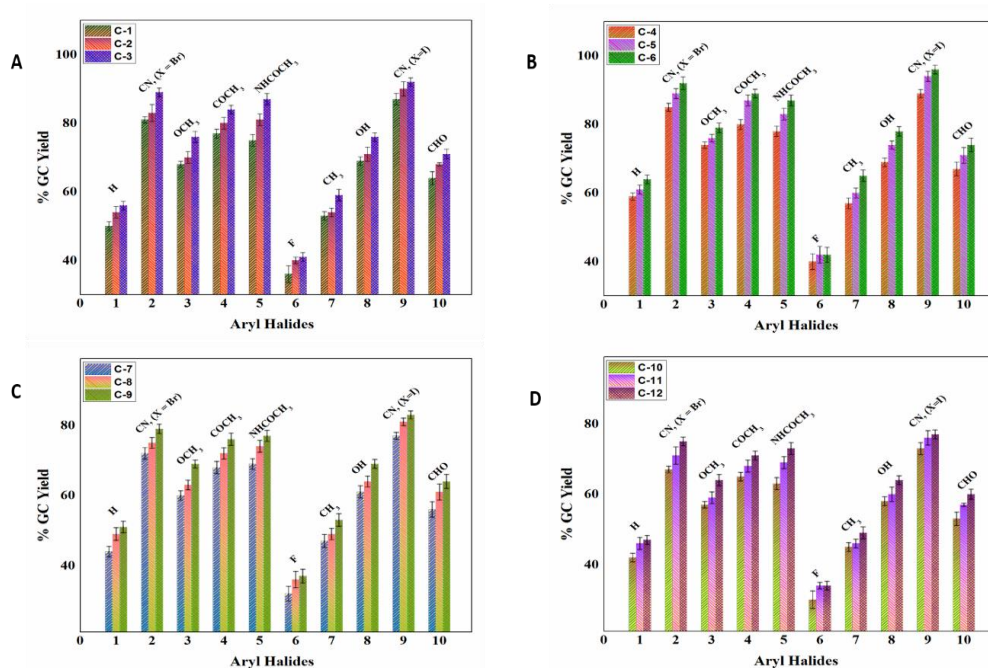 A
C-1
C-2
C-3
% GC Yield
100
80
60
40
0
H
CN, (X = Br)
OCH3
COCH3
NHCOCH3
F
CH3
OH
CN, (X=I)
CHO
1 2 3 4 5 6 7 8 9 10
Aryl Halides
B
C-4
C-5
C-6
% GC Yield
100
80
60
40
0
H
CN, (X = Br)
OCH3
COCH3
NHCOCH3
F
CH3
OH
CN, (X=I)
CHO
1 2 3 4 5 6 7 8 9 10
Aryl Halides
C
C-7
C-8
C-9
% GC Yield
80
60
40
H
CN, (X = Br)
OCH3
COCH3
NHCOCH3
F
CH3
OH
CN, (X=I)
CHO
1 2 3 4 5 6 7 8 9 10
Aryl Halides
D
C-10
C-11
C-12
% GC Yield
80
60
40
H
CN, (X = Br)
OCH3
COCH3
NHCOCH3
F
CH3
OH
CN, (X=I)
CHO
1 2 3 4 5 6 7 8 9 10
Aryl Halides